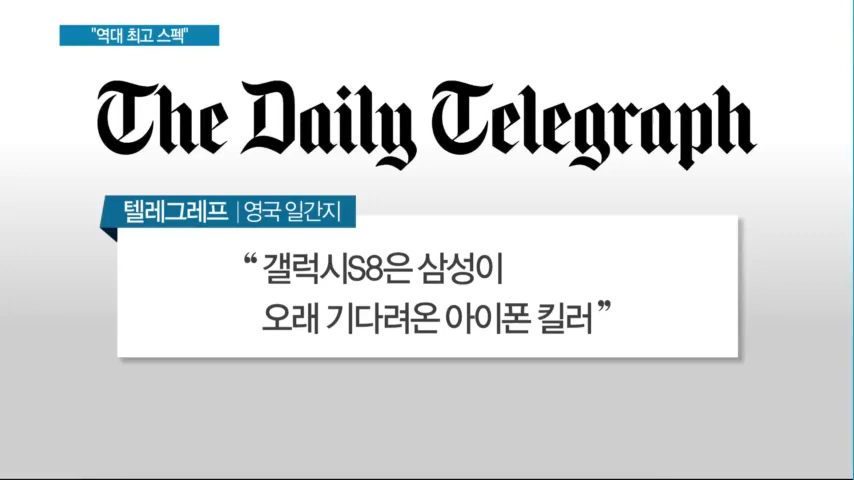 "역대 최고 스펙"
The Daily Telegraph
텔레그레프 | 영국 일간지
“ 갤럭시S8은 삼성이
오래 기다려온 아이폰 킬러 ”